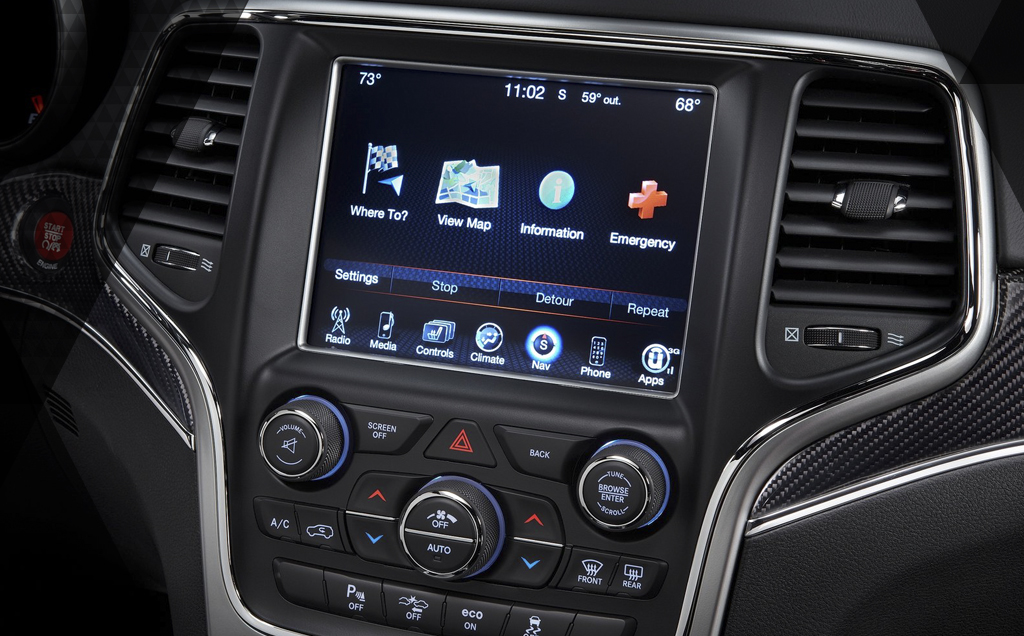 73°
11:02 S 59° out.
68°
Where To?
View Map
Information
Emergency
Settings
Stop
Detour
Repeat
Radio
Media
Controls
Climate
S
Nav
Phone
U
3G
Apps
START
STOP
ENGINE
F
VOLUME
SCREEN
OFF
BACK
TUNE
BROWSE
ENTER
SCROLL
A/C
OFF
AUTO
FRONT
REAR
P
OFF
OFF
eco
ON